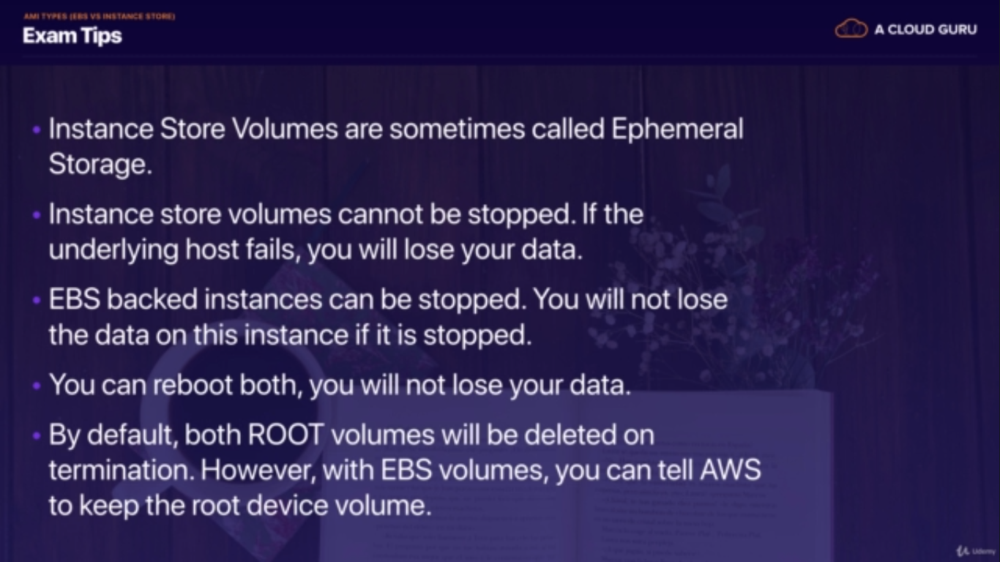 AMI TYPES (EBS VS INSTANCE STORE)
Exam Tips
A CLOUD GURU
• Instance Store Volumes are sometimes called Ephemeral
Storage.
• Instance store volumes cannot be stopped. If the
underlying host fails, you will lose your data.
• EBS backed instances can be stopped. You will not lose
the data on this instance if it is stopped.
• You can reboot both, you will not lose your data.
• By default, both ROOT volumes will be deleted on
termination. However, with EBS volumes, you can tell AWS
to keep the root device volume.
Udemy